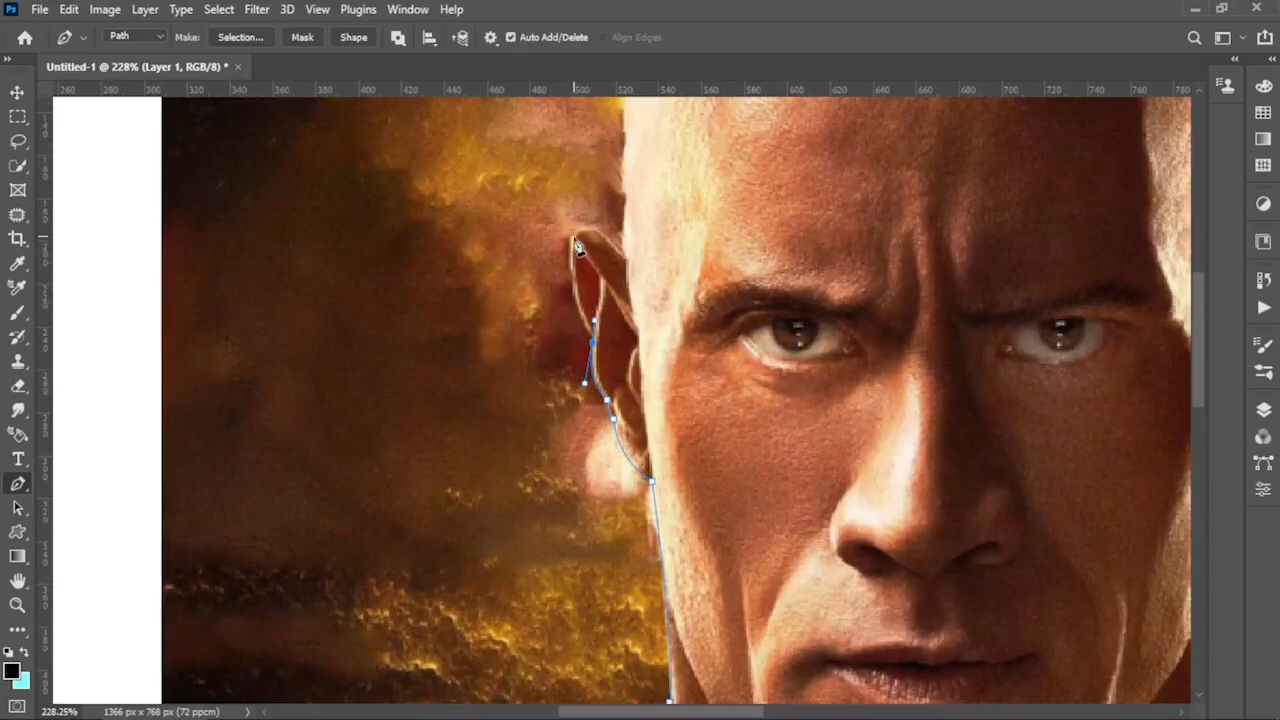 Ps File Edit Image Layer Type Select Filter 3D View Plugins Window Help
Path Make: Selection... Mask Shape Auto Add/Delete Align Edges
Untitled-1 @ 228% (Layer 1, RGB/8) * ×
260 280 300 320 340 360 380 400 420 440 460 480 500 520 540 560 580 600 620 640 660 680 700 720 740 760 780
228.25% 1366 px x 768 px (72 ppcm)